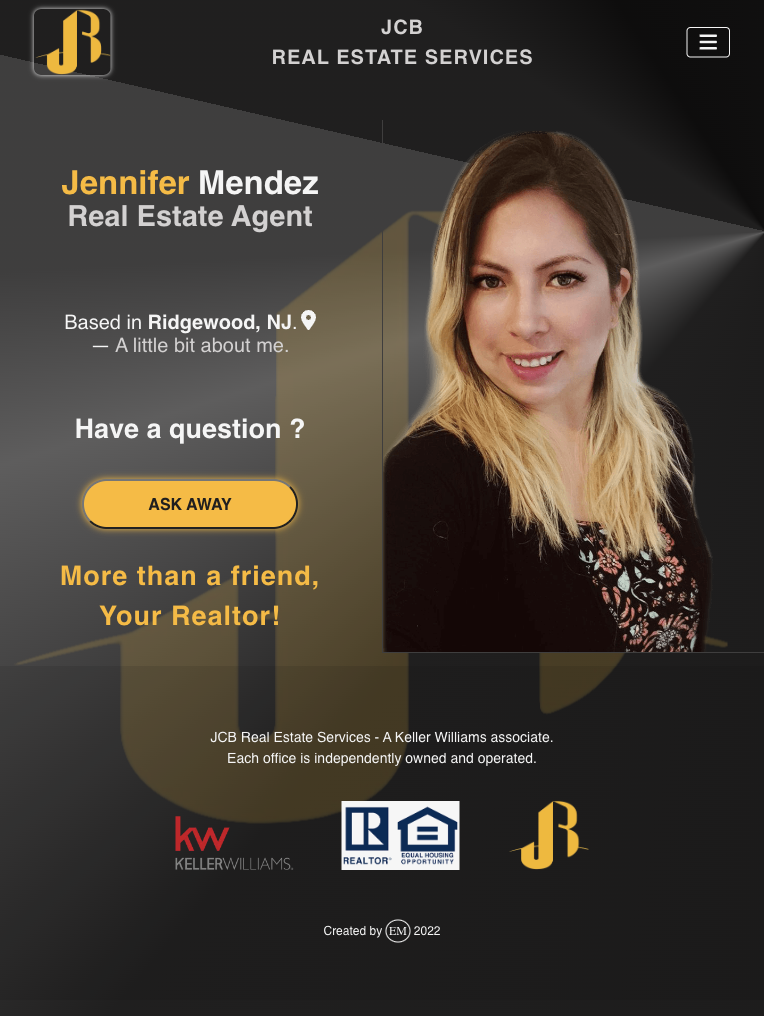 JB
JCB
REAL ESTATE SERVICES
Jennifer Mendez
Real Estate Agent
Based in Ridgewood, NJ.
— A little bit about me.
Have a question ?
ASK AWAY
More than a friend,
Your Realtor!
JCB Real Estate Services - A Keller Williams associate.
Each office is independently owned and operated.
kw
KELLERWILLIAMS.
R
REALTOR®
EQUAL HOUSING
OPPORTUNITY
JB
Created by EM 2022